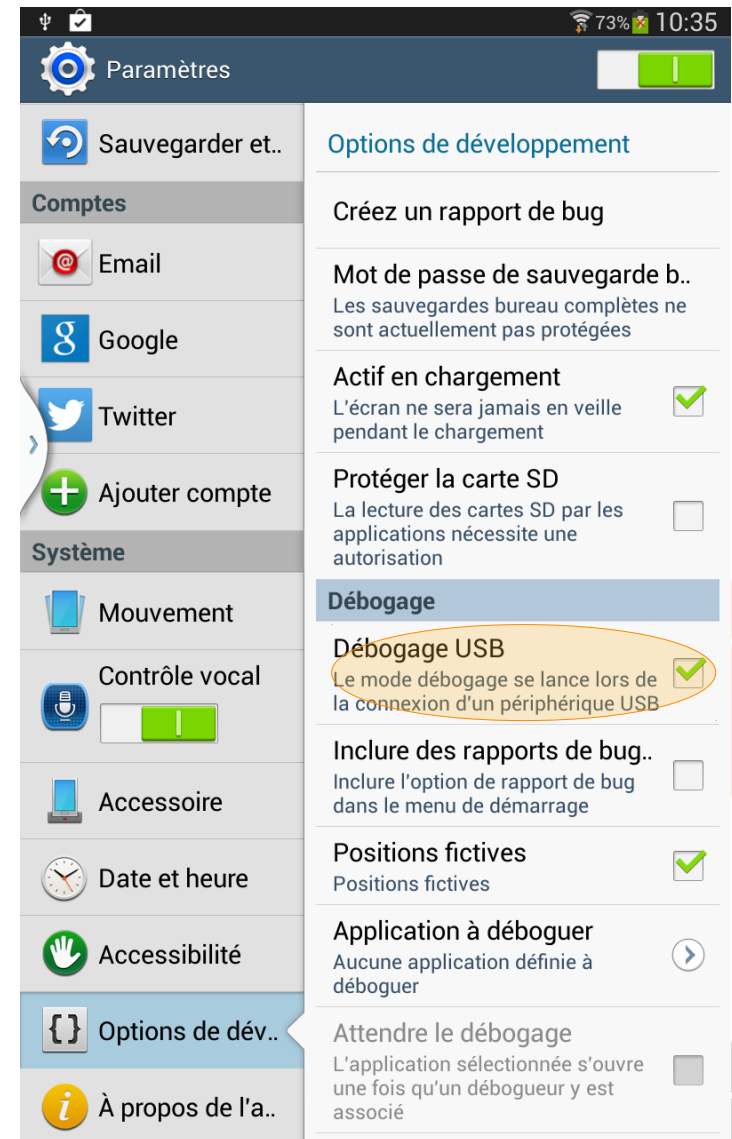 73% 10:35
Paramètres
Sauvegarder et..
Comptes
Email
Google
Twitter
Ajouter compte
Système
Mouvement
Contrôle vocal
Accessoire
Date et heure
Accessibilité
Options de dév..
À propos de l'a..
Options de développement
Créez un rapport de bug
Mot de passe de sauvegarde b..
Les sauvegardes bureau complètes ne
sont actuellement pas protégées
Actif en chargement
L'écran ne sera jamais en veille
pendant le chargement
Protéger la carte SD
La lecture des cartes SD par les
applications nécessite une
autorisation
Débogage
Débogage USB
Le mode débogage se lance lors de
la connexion d'un périphérique USB
Inclure des rapports de bug..
Inclure l'option de rapport de bug
dans le menu de démarrage
Positions fictives
Positions fictives
Application à déboguer
Aucune application définie à
déboguer
Attendre le débogage
L'application sélectionnée s'ouvre
une fois qu'un débogueur y est
associé